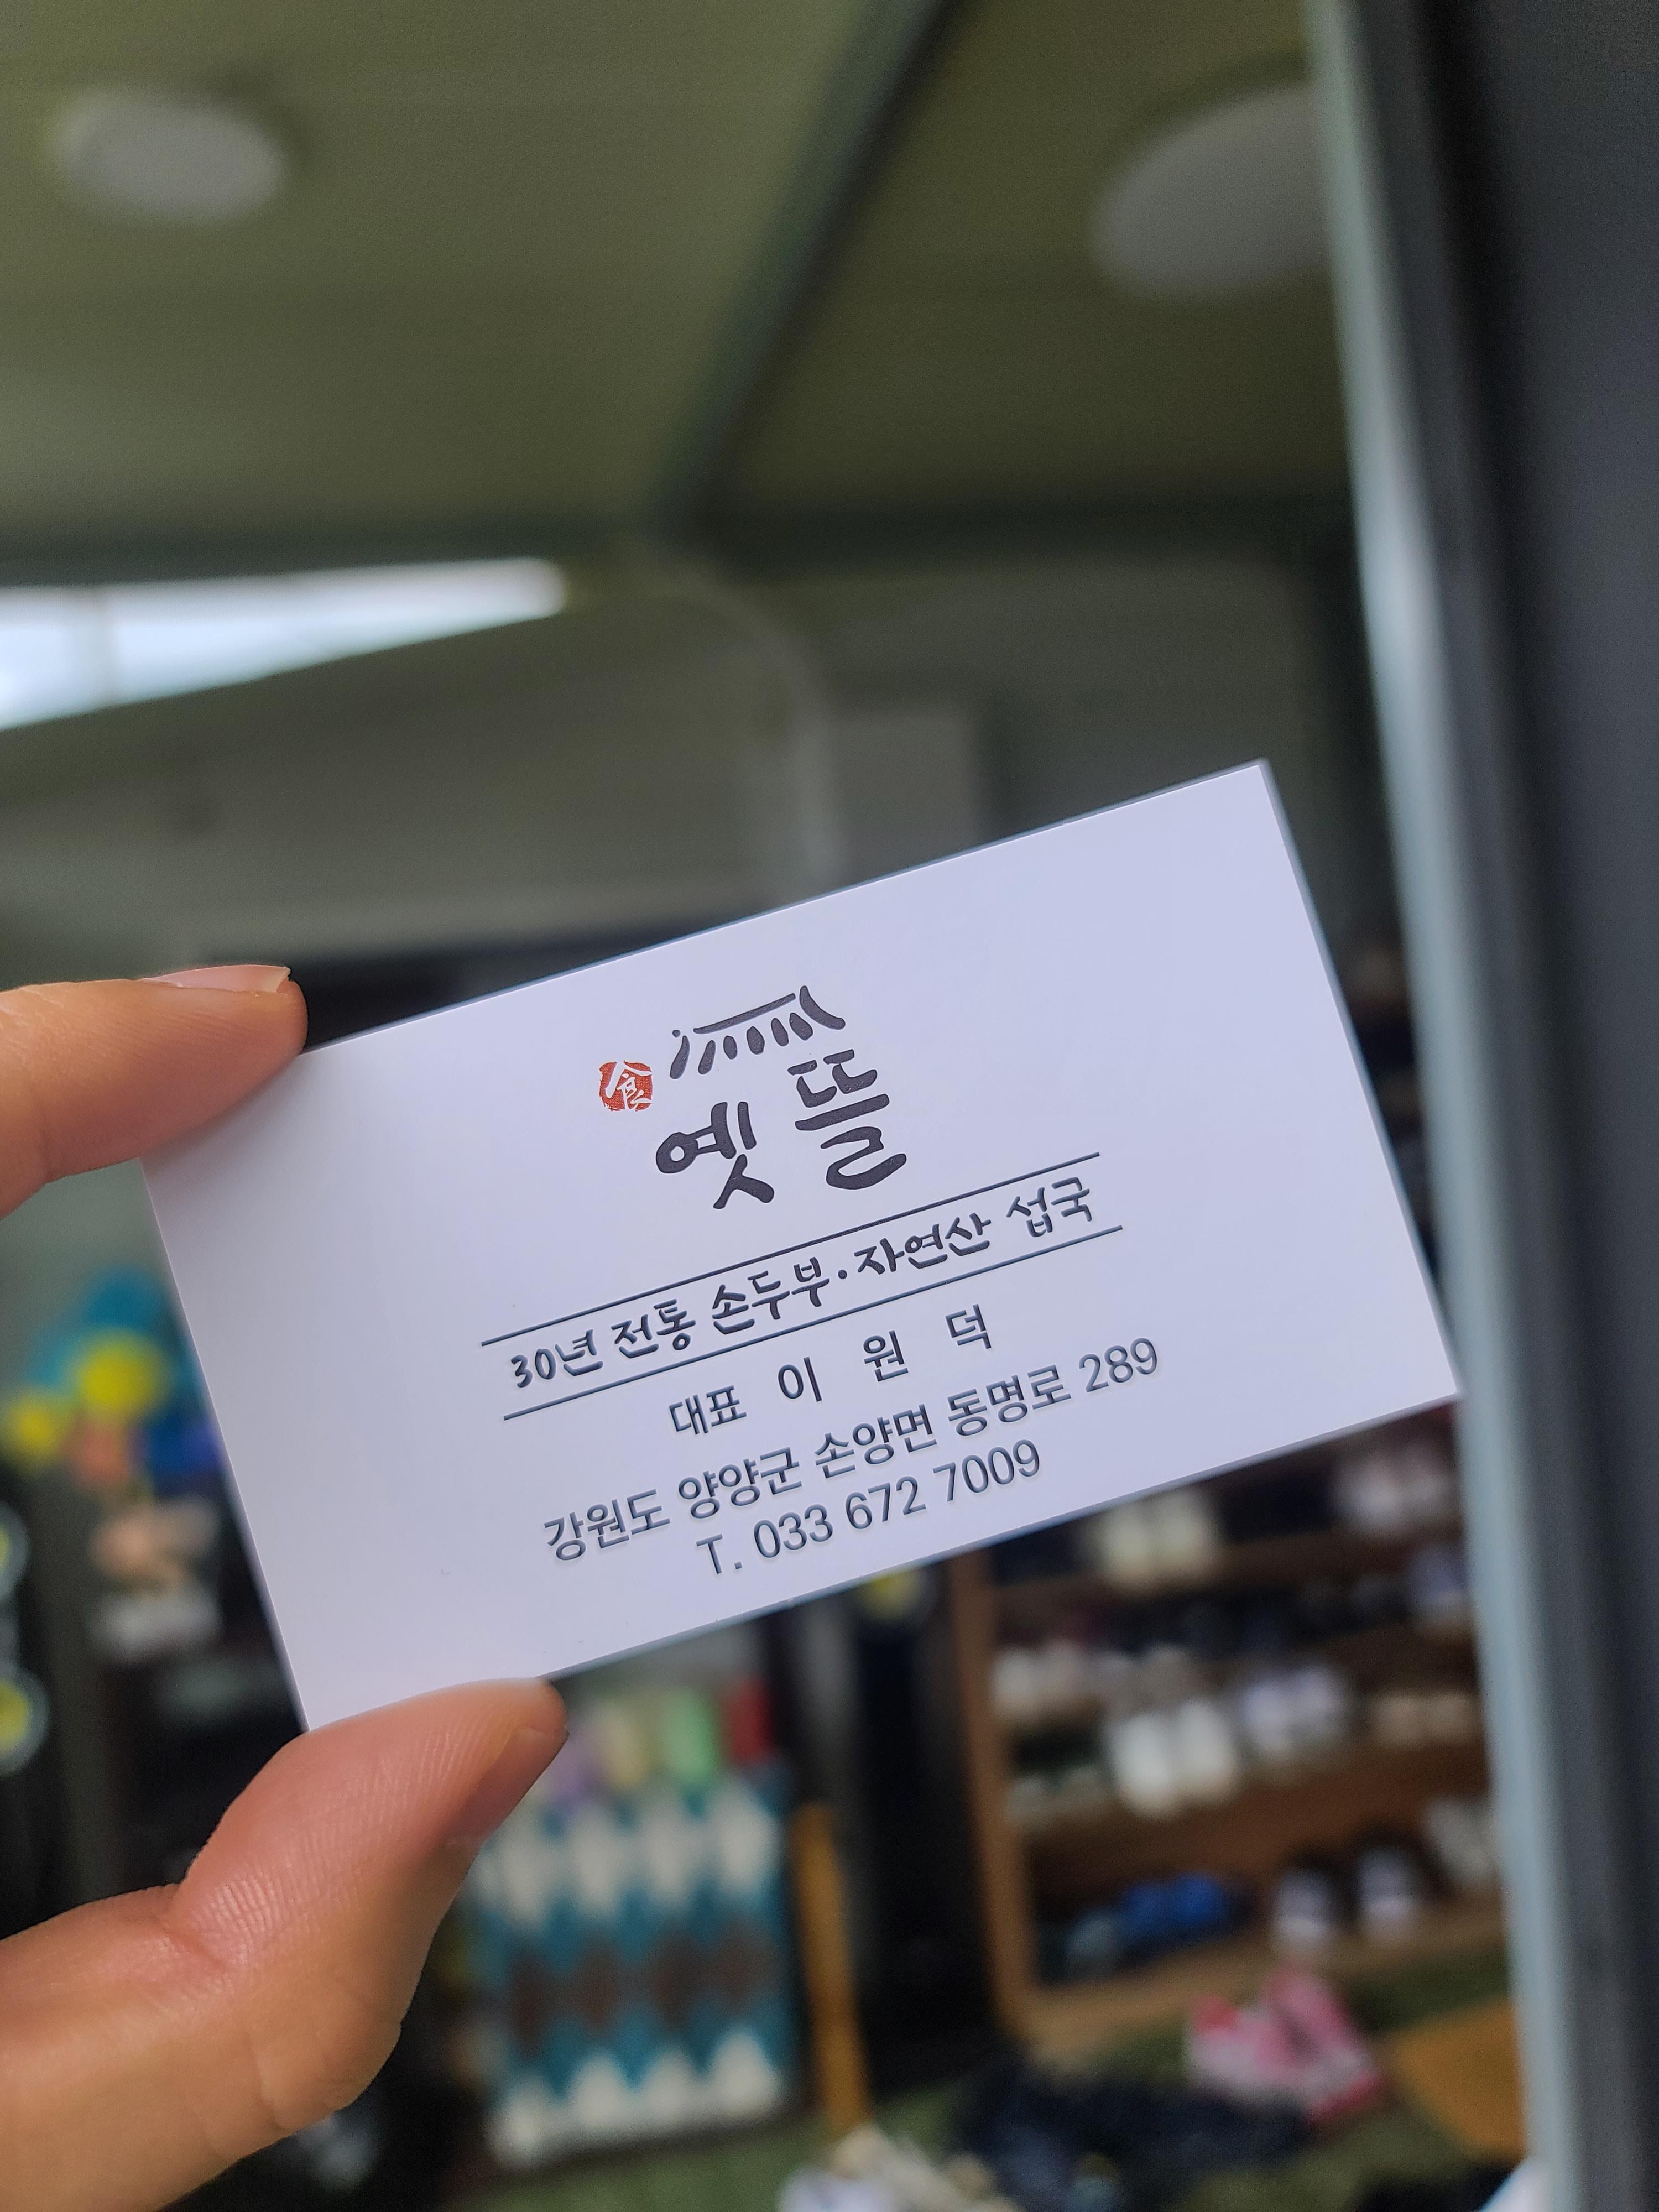 食
옛뜰
30년 전통 손두부·자연산 섭국
대표 이 원 덕
강원도 양양군 손양면 동명로 289
T. 033 672 7009